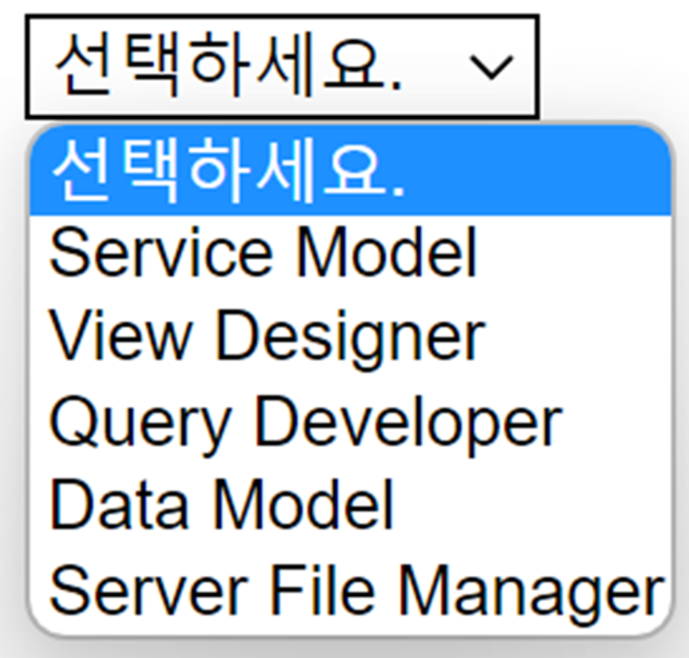 선택하세요.
선택하세요.
Service Model
View Designer
Query Developer
Data Model
Server File Manager